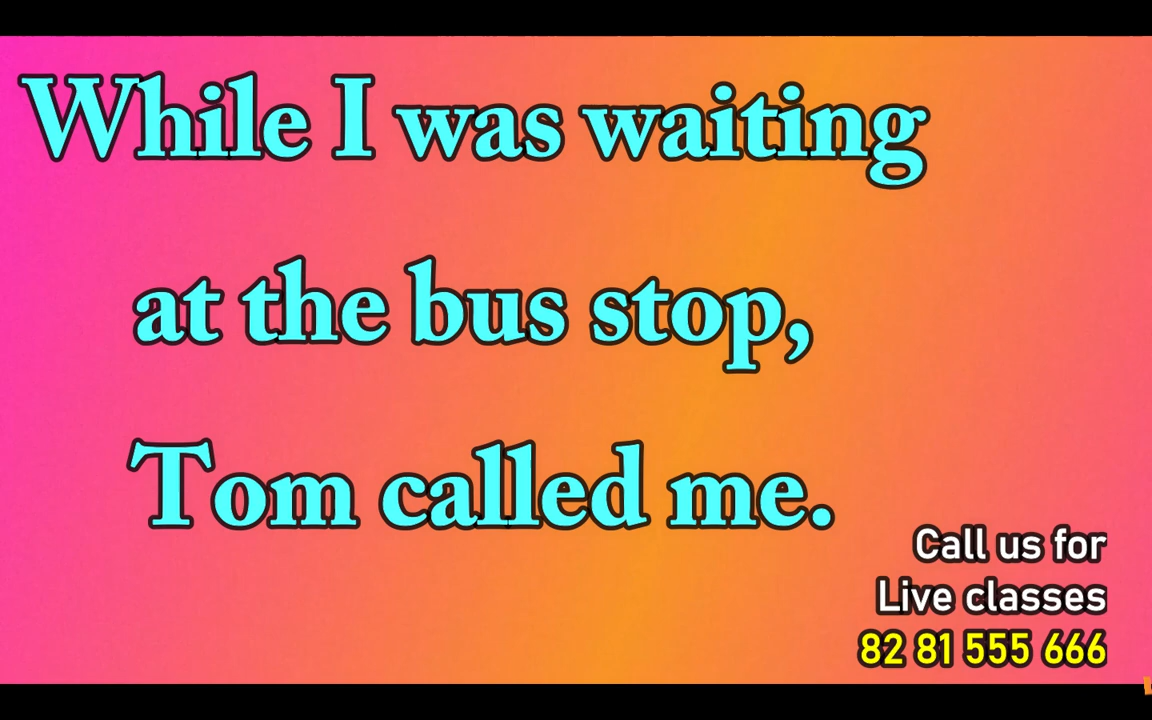 While I was waiting
at the bus stop,
Tom called me.
Call us for
Live classes
82 81 555 666